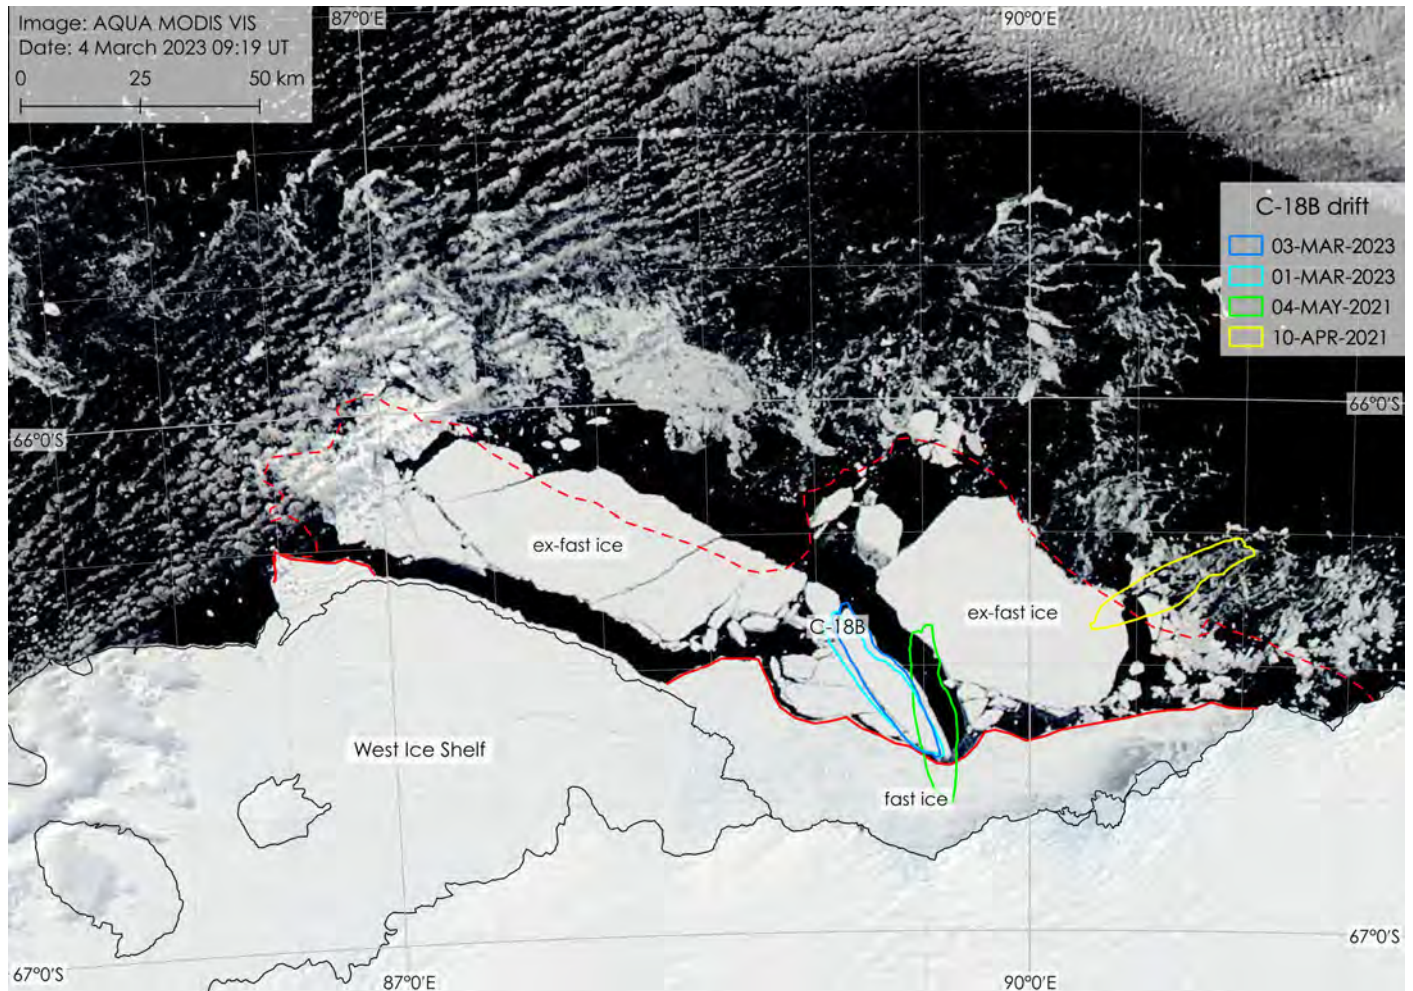 Image: AQUA MODIS VIS
Date: 4 March 2023 09:19 UT
0 25 50 km
87°0'E
90°0'E
C-18B drift
03-MAR-2023
01-MAR-2023
04-MAY-2021
10-APR-2021
66°0'S
66°0'S
ex-fast ice
ex-fast ice
C-18B
West Ice Shelf
fast ice
67°0'S
67°0'S
87°0'E
90°0'E